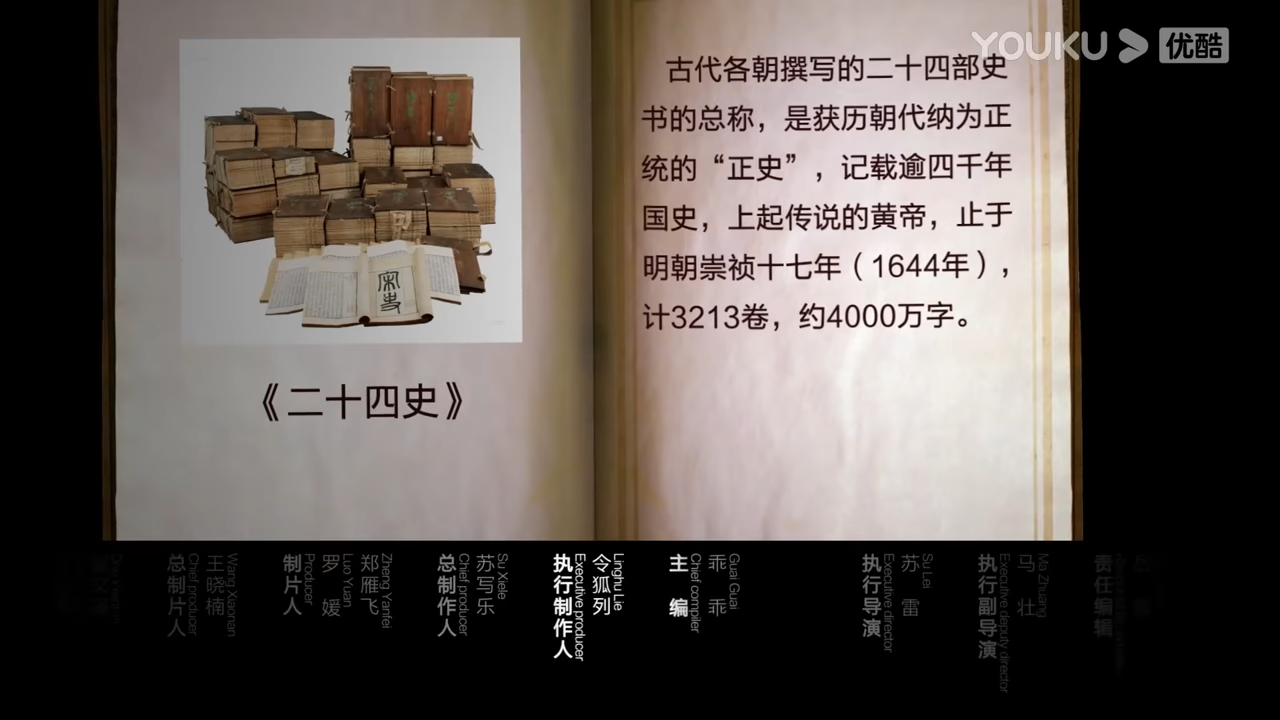 YOUKU 优酷
古代各朝撰写的二十四部史
书的总称，是获历朝代纳为正
统的“正史”，记载逾四千年
国史，上起传说的黄帝，止于
明朝崇祯十七年（1644年），
计3213卷，约4000万字。
宋史
《二十四史》
总制片人
Chief producer
王晓楠
Wang Xiaonan
制片人
Producer
罗媛
Luo Yuan
郑雁飞
Zheng Yanfei
总制作人
Chief producer
苏写乐
Su Xiele
执行制作人
Executive producer
令狐列
Linghu Lie
主编
Chief compiler
乖乖
Guai Guai
执行导演
Executive director
苏雷
Su Lei
执行副导演
Executive deputy director
马壮
Ma Zhuang
责任编辑